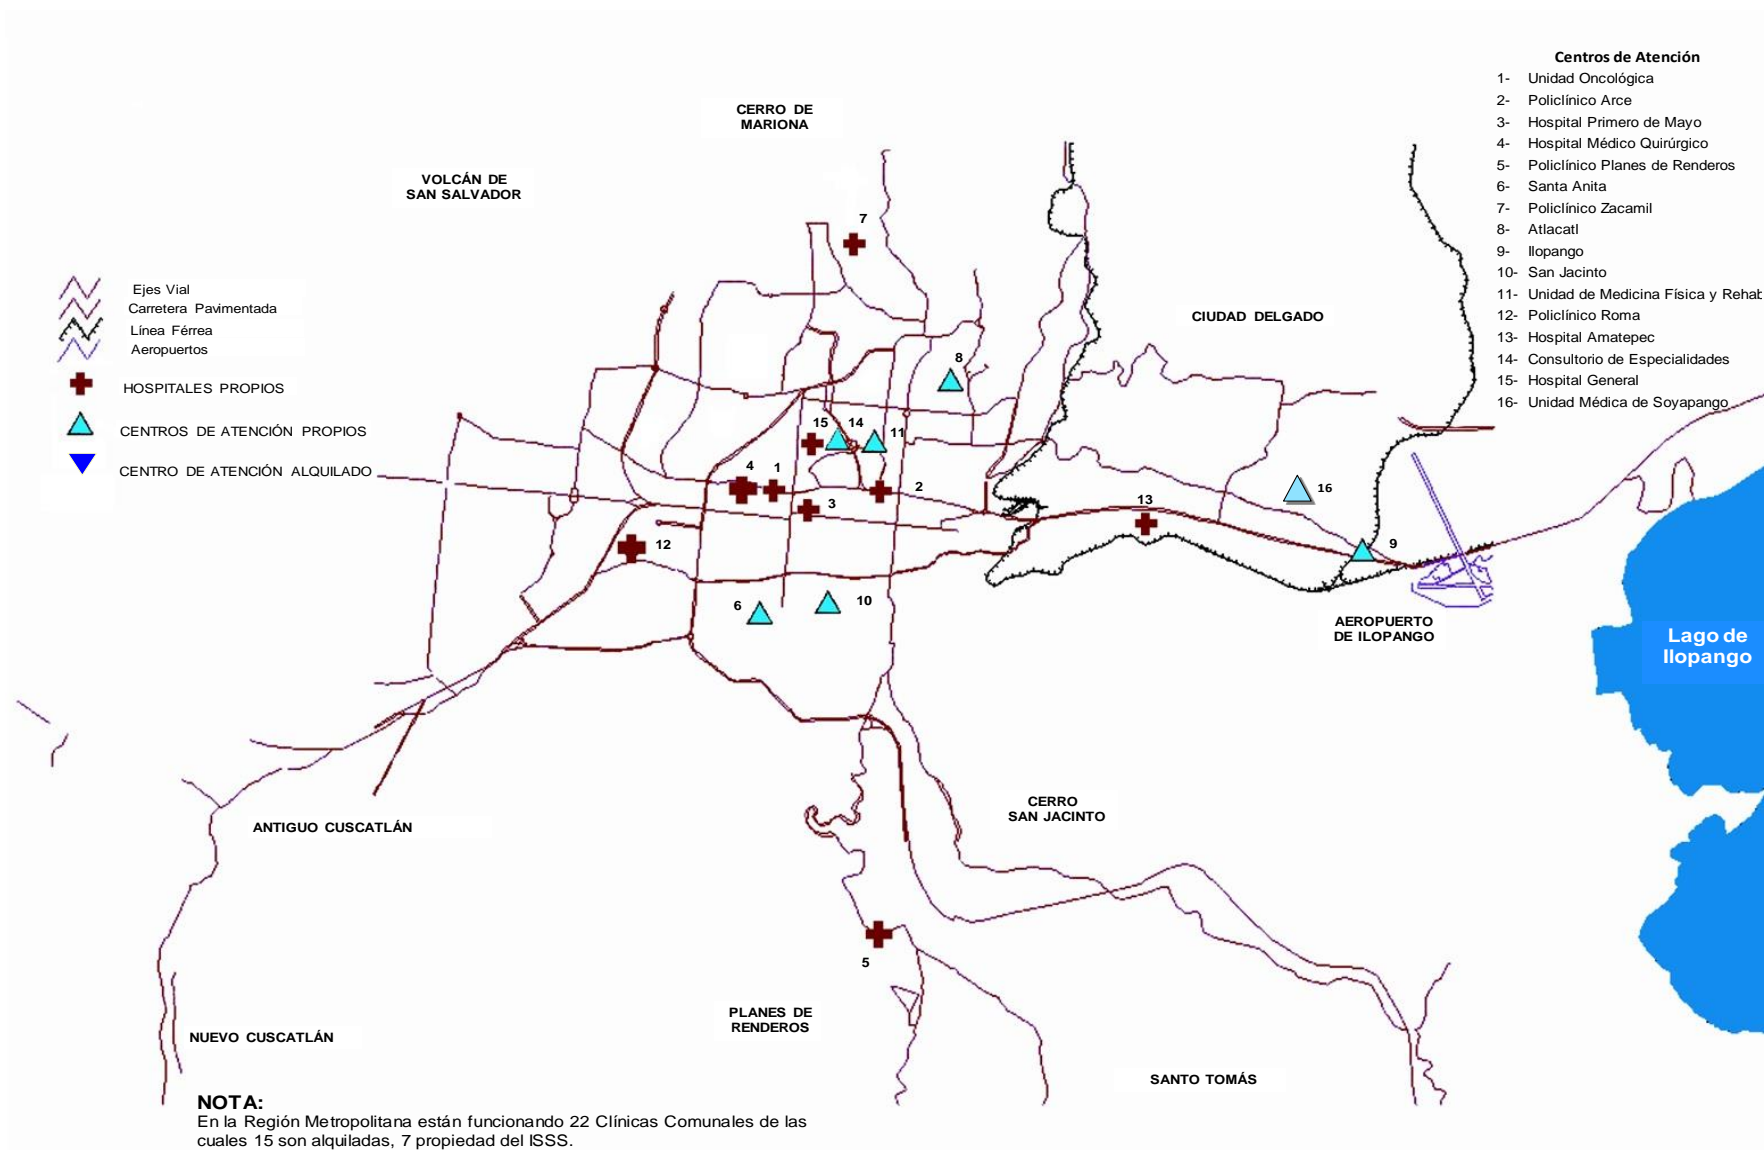 Centros de Atención
1- Unidad Oncológica
2- Policlínico Arce
3- Hospital Primero de Mayo
4- Hospital Médico Quirúrgico
5- Policlínico Planes de Renderos
6- Santa Anita
7- Policlínico Zacamil
8- Atlacatl
9- Ilopango
10- San Jacinto
11- Unidad de Medicina Física y Rehab
12- Policlínico Roma
13- Hospital Amatepec
14- Consultorio de Especialidades
15- Hospital General
16- Unidad Médica de Soyapango
CERRO DE
MARIONA
VOLCÁN DE
SAN SALVADOR
7
Ejes Vial
Carretera Pavimentada
Línea Férrea
Aeropuertos
HOSPITALES PROPIOS
CENTROS DE ATENCIÓN PROPIOS
CENTRO DE ATENCIÓN ALQUILADO
CIUDAD DELGADO
8
15
14
11
4
1
2
3
16
13
12
9
6
10
AEROPUERTO
DE ILOPANGO
Lago de
Ilopango
CERRO
SAN JACINTO
ANTIGUO CUSCATLÁN
5
PLANES DE
RENDEROS
NUEVO CUSCATLÁN
SANTO TOMÁS
NOTA:
En la Región Metropolitana están funcionando 22 Clínicas Comunales de las
cuales 15 son alquiladas, 7 propiedad del ISSS.